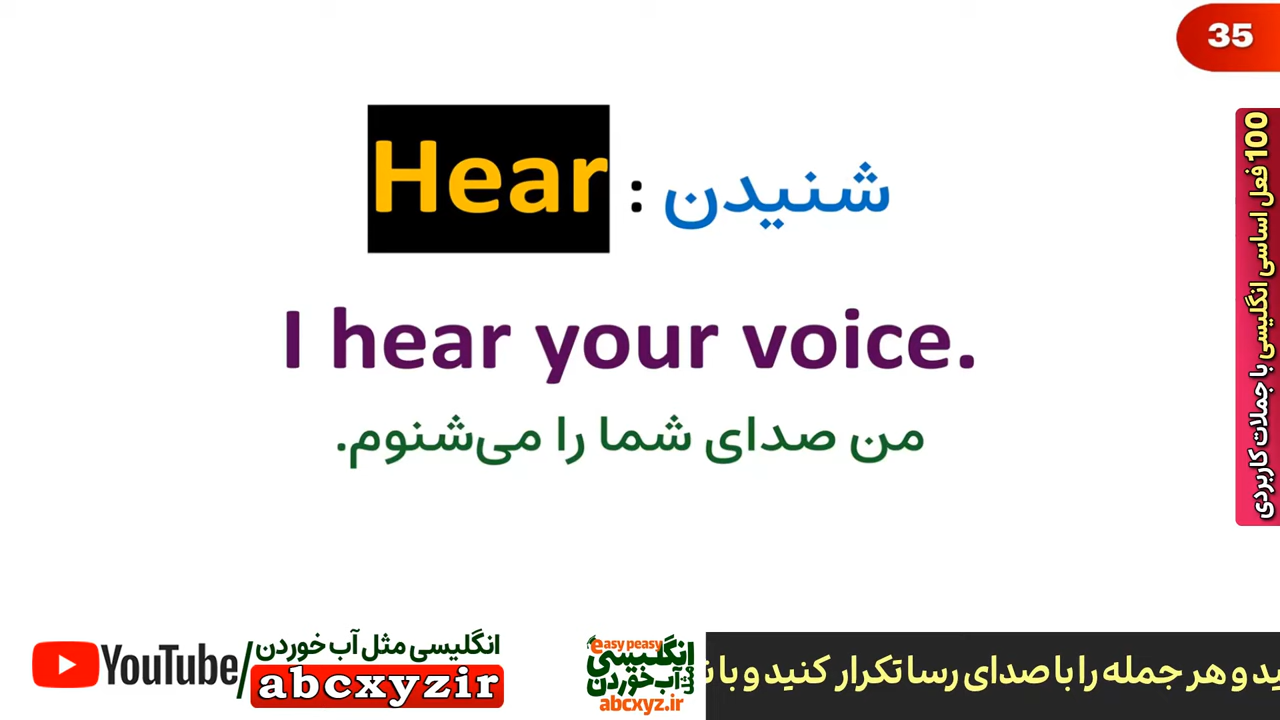 35
Hear : شنیدن
I hear your voice.
من صدای شما را می‌شنوم.
100 فعل اساسی انگلیسی با جملات کاربردی
YouTube/
انگلیسی مثل آب خوردن
abcxyzir
easy peasy
انگلیسی
مثل آب خوردن
abcxyz.ir
و هر جمله را با صدای رسا تکرار کنید و با